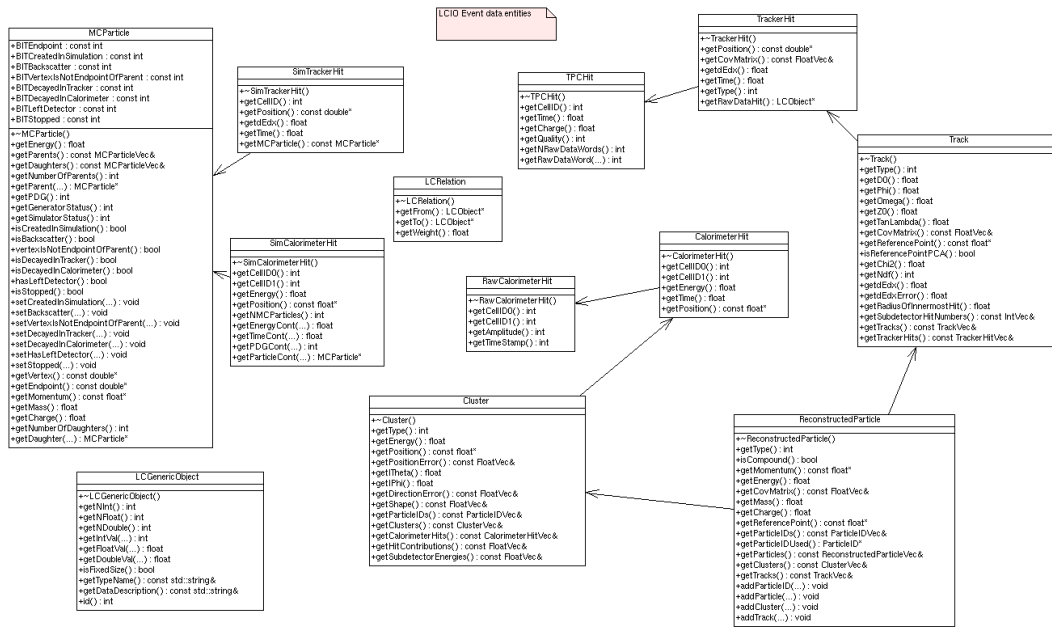 LCIO Event data entities
MCParticle
+BITEndpoint : const int
+BITCreatedInSimulation : const int
+BITBackscatter : const int
+BITVertexIsNotEndpointOfParent : const int
+BITDecayedInTracker : const int
+BITDecayedInCalorimeter : const int
+BITLeftDetector : const int
+BITStopped : const int
+~MCParticle()
+getEnergy() : float
+getParents() : const MCParticleVec&
+getDaughters() : const MCParticleVec&
+getNumberOfParents() : int
+getParent(...) : MCParticle*
+getPDG() : int
+getGeneratorStatus() : int
+getSimulatorStatus() : int
+isCreatedInSimulation() : bool
+isBackscatter() : bool
+vertexIsNotEndpointOfParent() : bool
+isDecayedInTracker() : bool
+isDecayedInCalorimeter() : bool
+hasLeftDetector() : bool
+isStopped() : bool
+setCreatedInSimulation(...) : void
+setBackscatter(...) : void
+setVertexIsNotEndpointOfParent(...) : void
+setDecayedInTracker(...) : void
+setDecayedInCalorimeter(...) : void
+setHasLeftDetector(...) : void
+setStopped(...) : void
+getVertex() : const double*
+getEndpoint() : const double*
+getMomentum() : const float*
+getMass() : float
+getCharge() : float
+getNumberOfDaughters() : int
+getDaughter(...) : MCParticle*
SimTrackerHit
+~SimTrackerHit()
+getCellID() : int
+getPosition() : const double*
+getdEdx() : float
+getTime() : float
+getMCParticle() : const MCParticle*
TPCHit
+~TPCHit()
+getCellID() : int
+getTime() : float
+getCharge() : float
+getQuality() : int
+getNRawDataWords() : int
+getRawDataWord(...) : int
TrackerHit
+~TrackerHit()
+getPosition() : const double*
+getCovMatrix() : const FloatVec&
+getdEdx() : float
+getTime() : float
+getType() : int
+getRawDataHit() : LCObject*
Track
+~Track()
+getType() : int
+getD0() : float
+getPhi() : float
+getOmega() : float
+getZ0() : float
+getTanLambda() : float
+getCovMatrix() : const FloatVec&
+getReferencePoint() : const float*
+isReferencePointPCA() : bool
+getChi2() : float
+getNdf() : int
+getdEdx() : float
+getdEdxError() : float
+getRadiusOfInnermostHit() : float
+getSubdetectorHitNumbers() : const IntVec&
+getTracks() : const TrackVec&
+getTrackerHits() : const TrackerHitVec&
LCRelation
+~LCRelation()
+getFrom() : LCObject*
+getTo() : LCObject*
+getWeight() : float
SimCalorimeterHit
+~SimCalorimeterHit()
+getCellID0() : int
+getCellID1() : int
+getEnergy() : float
+getPosition() : const float*
+getNMCParticles() : int
+getEnergyCont(...) : float
+getTimeCont(...) : float
+getPDGCont(...) : int
+getParticleCont(...) : MCParticle*
RawCalorimeterHit
+~RawCalorimeterHit()
+getCellID0() : int
+getCellID1() : int
+getAmplitude() : int
+getTimeStamp() : int
CalorimeterHit
+~CalorimeterHit()
+getCellID0() : int
+getCellID1() : int
+getEnergy() : float
+getTime() : float
+getPosition() : const float*
Cluster
+~Cluster()
+getType() : int
+getEnergy() : float
+getPosition() : const float*
+getPositionError() : const FloatVec&
+getITheta() : float
+getIPhi() : float
+getDirectionError() : const FloatVec&
+getShape() : const FloatVec&
+getParticleIDs() : const ParticleIDVec&
+getClusters() : const ClusterVec&
+getCalorimeterHits() : const CalorimeterHitVec&
+getHitContributions() : const FloatVec&
+getSubdetectorEnergies() : const FloatVec&
ReconstructedParticle
+~ReconstructedParticle()
+getType() : int
+isCompound() : bool
+getMomentum() : const float*
+getEnergy() : float
+getCovMatrix() : const FloatVec&
+getMass() : float
+getCharge() : float
+getReferencePoint() : const float*
+getParticleIDs() : const ParticleIDVec&
+getParticleIDUsed() : ParticleID*
+getParticles() : const ReconstructedParticleVec&
+getClusters() : const ClusterVec&
+getTracks() : const TrackVec&
+addParticleID(...) : void
+addParticle(...) : void
+addCluster(...) : void
+addTrack(...) : void
LCGenericObject
+~LCGenericObject()
+getNInt() : int
+getNFloat() : int
+getNDouble() : int
+getIntVal(...) : int
+getFloatVal(...) : float
+getDoubleVal(...) : float
+isFixedSize() : bool
+getTypeName() : const std::string&
+getDataDescription() : const std::string&
+id() : int